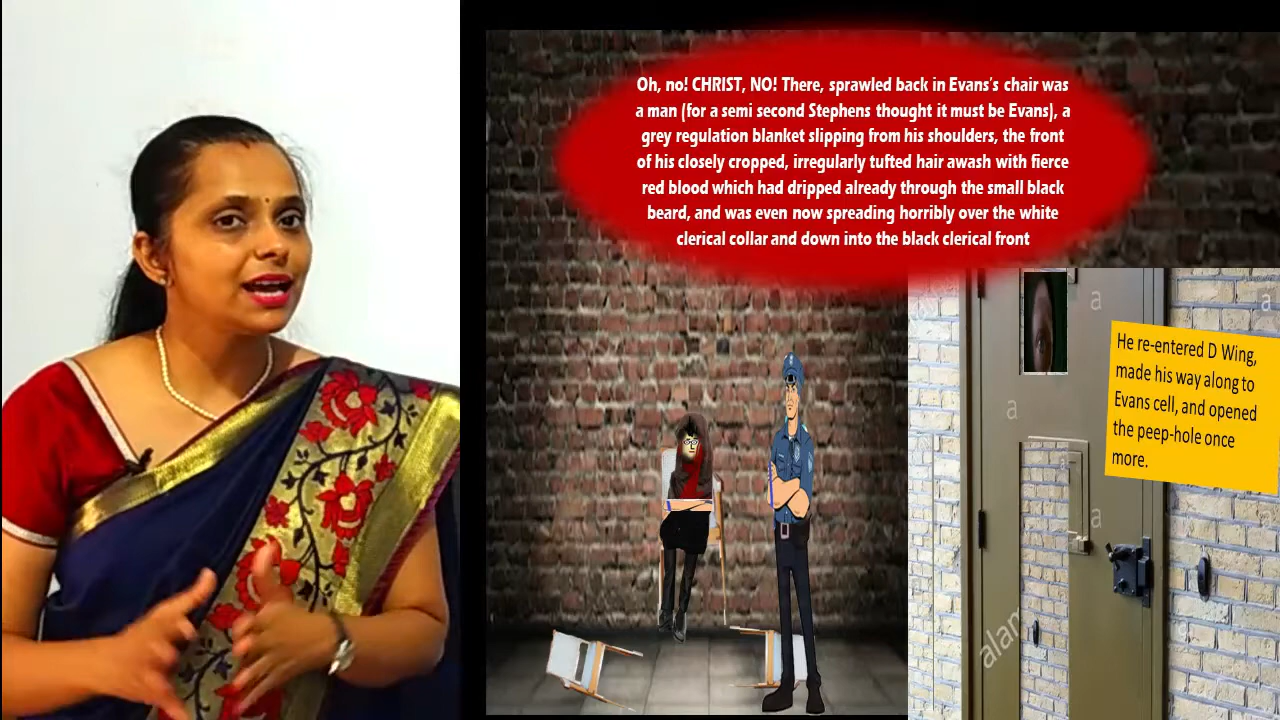 Oh, no! CHRIST, NO! There, sprawled back in Evans's chair was
a man (for a semi second Stephens thought it must be Evans), a
grey regulation blanket slipping from his shoulders, the front
of his closely cropped, irregularly tufted hair awash with fierce
red blood which had dripped already through the small black
beard, and was even now spreading horribly over the white
clerical collar and down into the black clerical front
He re-entered D Wing,
made his way along to
Evans cell, and opened
the peep-hole once
more.
a
a
a
a
a
alam